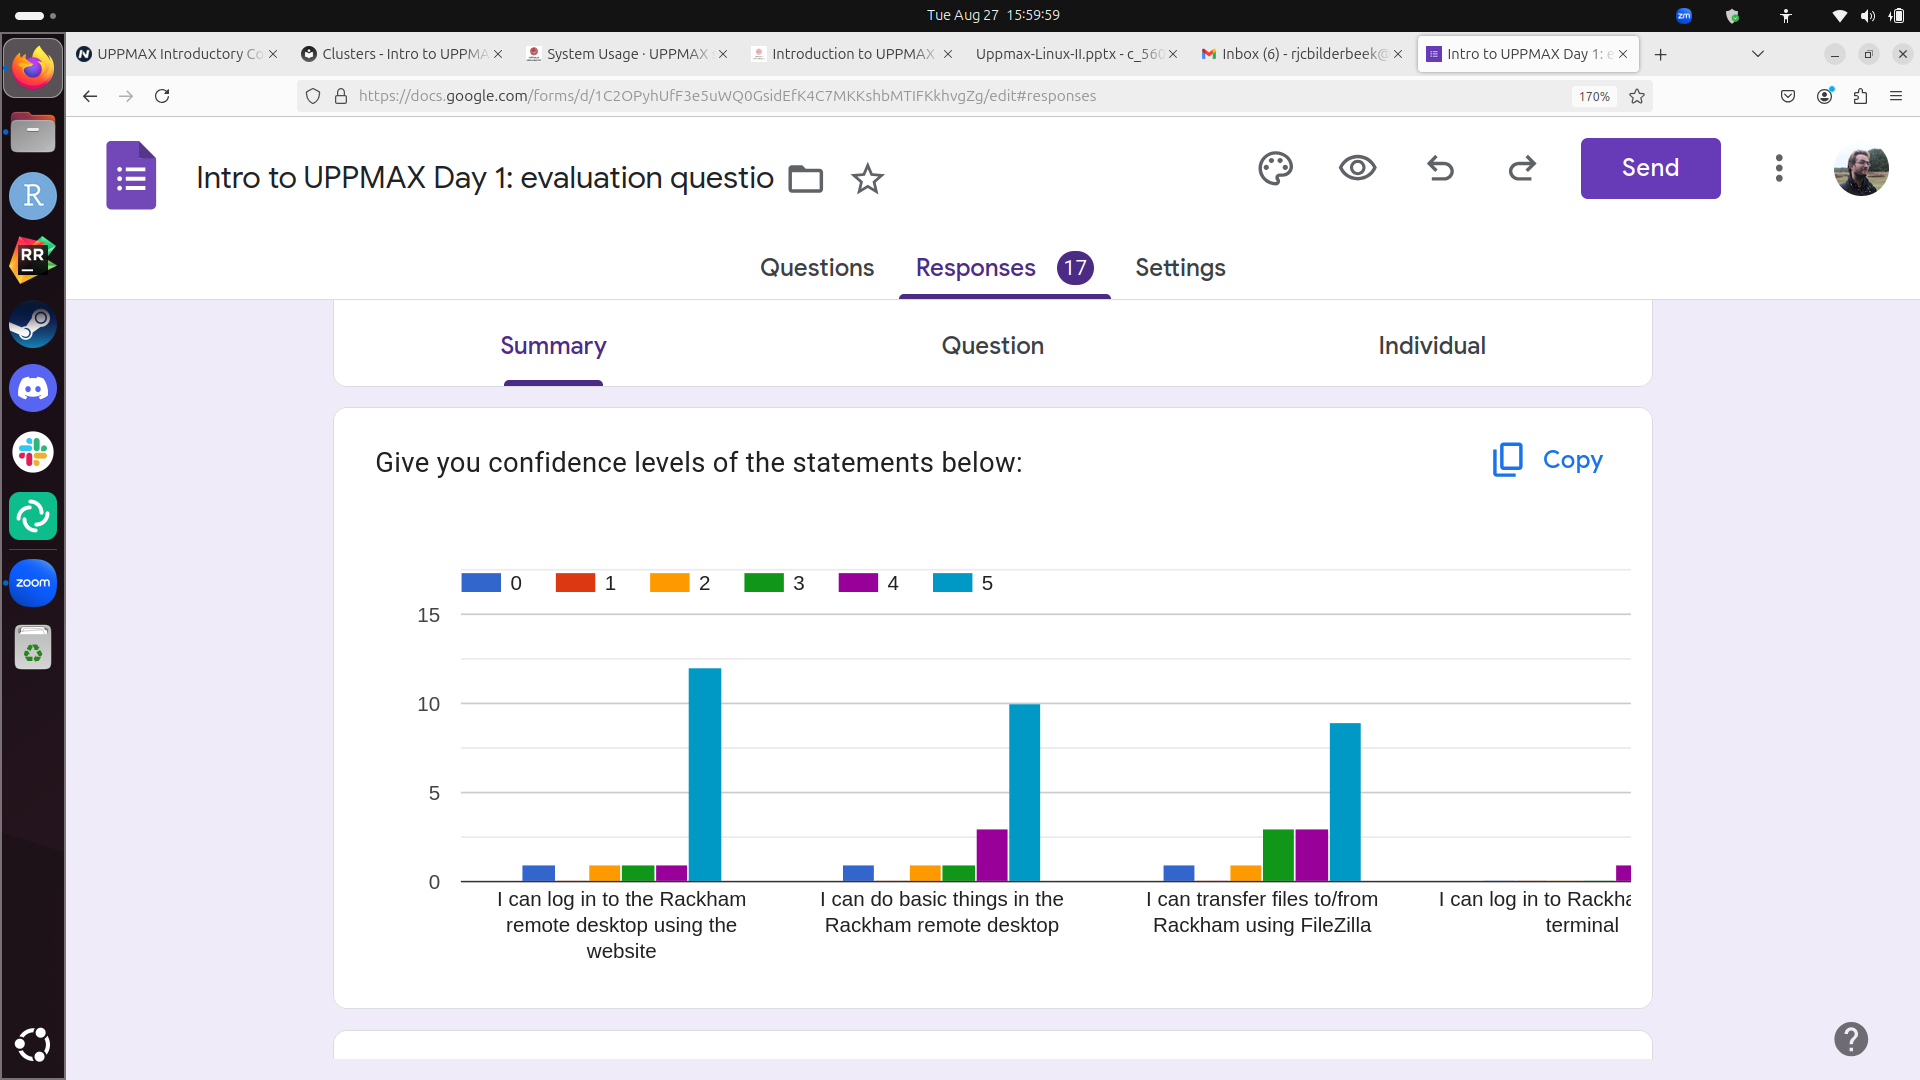 Tue Aug 27 15:59:59
zm
UPPMAX Introductory Co
Clusters - Intro to UPPMA
System Usage · UPPMAX s
Introduction to UPPMAX
Uppmax-Linux-II.pptx - c_560
Inbox (6) - rjcbilderbeek@
Intro to UPPMAX Day 1: e
https://docs.google.com/forms/d/1C2OPyhUfF3e5uWQ0GsidEfK4C7MKKshbMTIFKkhvgZg/edit#responses
170%
R
RR
zoom
Intro to UPPMAX Day 1: evaluation questio
Send
Questions
Responses 17
Settings
Summary
Question
Individual
Give you confidence levels of the statements below:
Copy
0 1 2 3 4 5
15
10
5
0
I can log in to the Rackham
remote desktop using the
website
I can do basic things in the
Rackham remote desktop
I can transfer files to/from
Rackham using FileZilla
I can log in to Rackha
terminal